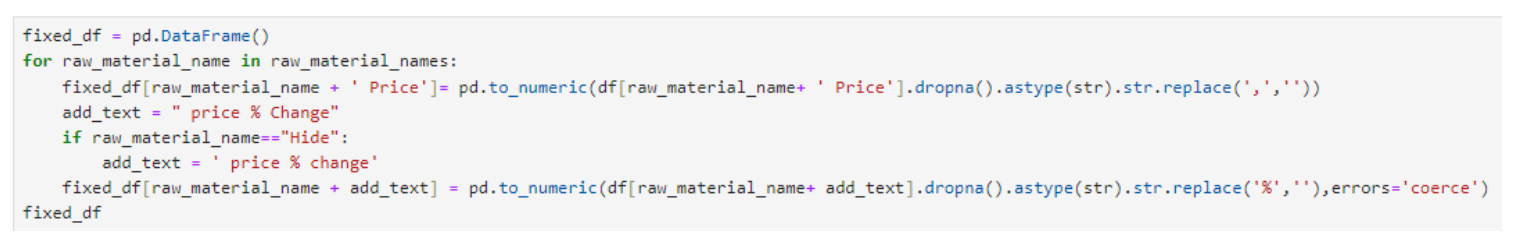 fixed_df = pd.DataFrame()
for raw_material_name in raw_material_names:
    fixed_df[raw_material_name + ' Price']= pd.to_numeric(df[raw_material_name+ ' Price'].dropna().astype(str).str.replace(',',''))
    add_text = " price % Change"
    if raw_material_name=="Hide":
        add_text = ' price % change'
    fixed_df[raw_material_name + add_text] = pd.to_numeric(df[raw_material_name+ add_text].dropna().astype(str).str.replace('%',''),errors='coerce')
fixed_df